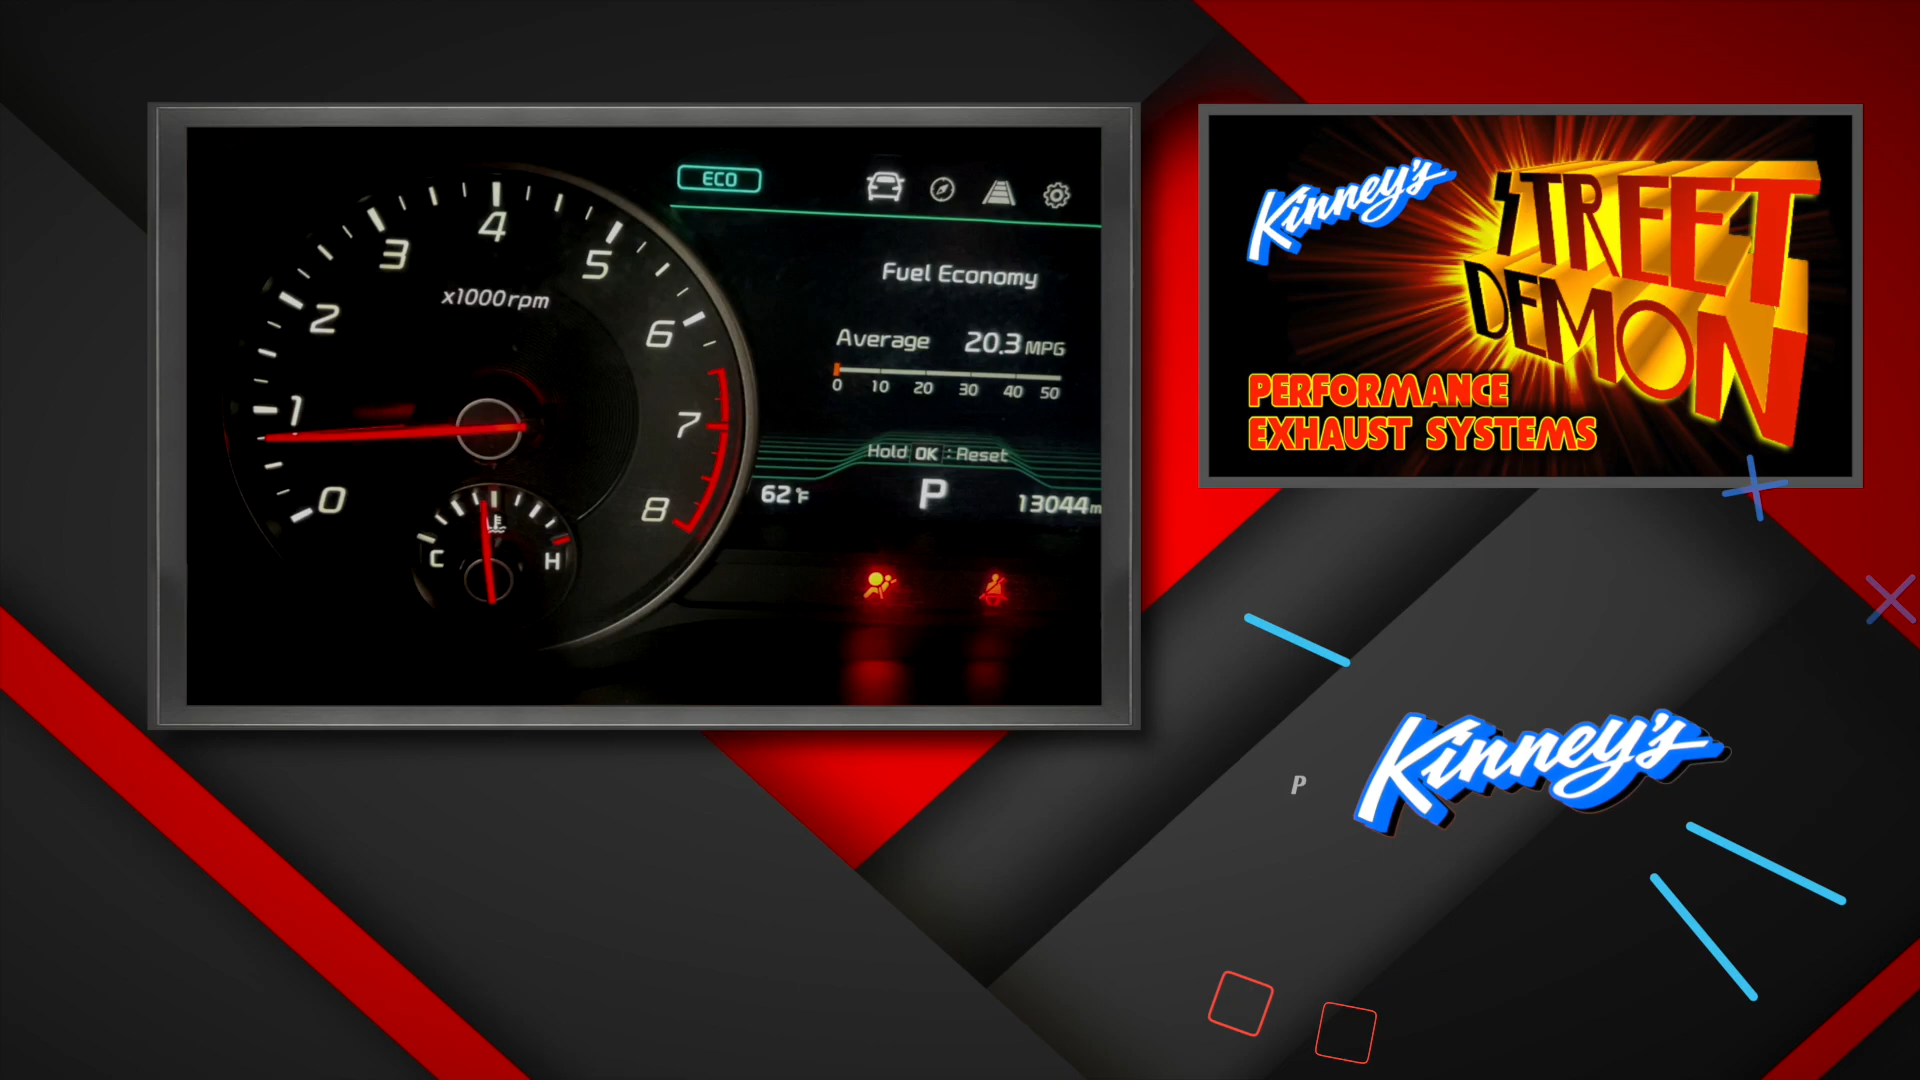 ECO
4
3
5
x1000rpm
2
6
1
7
0
8
C
H
Fuel Economy
Average 20.3 MPG
0 10 20 30 40 50
Hold OK : Reset
62°F P 13044m
Kinney's
STREET
DEMON
PERFORMANCE
EXHAUST SYSTEMS
P
Kinney's